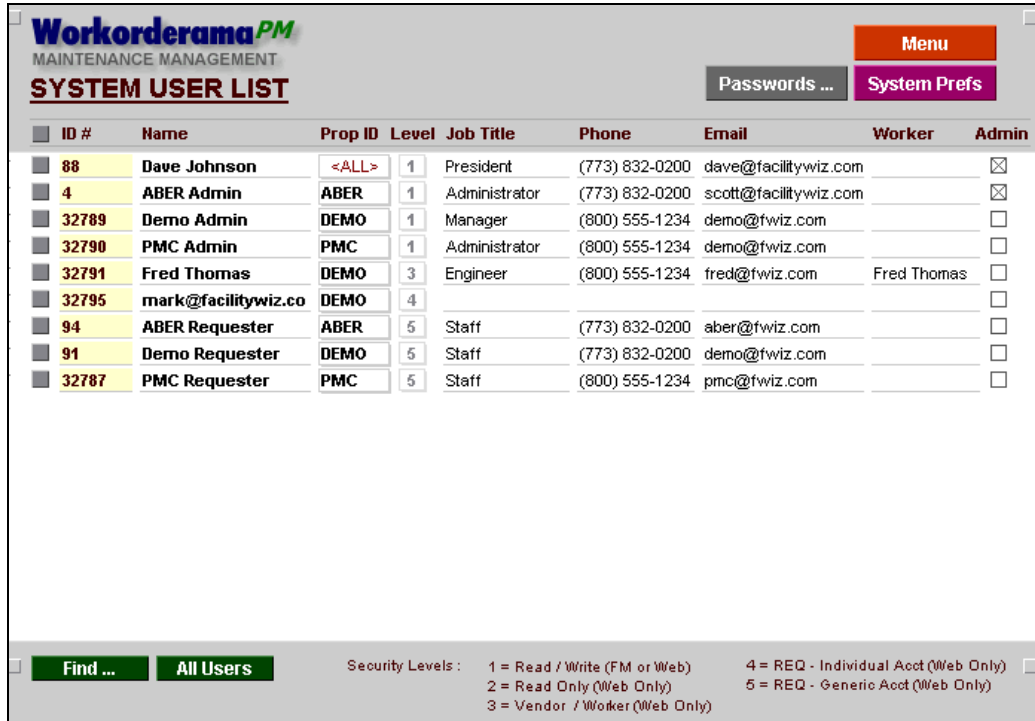 Workorderama PM
MAINTENANCE MANAGEMENT
SYSTEM USER LIST
Menu
Passwords ... System Prefs
ID # Name Prop ID Level Job Title Phone Email Worker Admin
88 Dave Johnson <ALL> 1 President (773) 832-0200 dave@facilitywiz.com
4 ABER Admin ABER 1 Administrator (773) 832-0200 scott@facilitywiz.com
32789 Demo Admin DEMO 1 Manager (800) 555-1234 demo@fwiz.com
32790 PMC Admin PMC 1 Administrator (800) 555-1234 demo@fwiz.com
32791 Fred Thomas DEMO 3 Engineer (800) 555-1234 fred@fwiz.com Fred Thomas
32795 mark@facilitywiz.co DEMO 4
94 ABER Requester ABER 5 Staff (773) 832-0200 aber@fwiz.com
91 Demo Requester DEMO 5 Staff (773) 832-0200 demo@fwiz.com
32787 PMC Requester PMC 5 Staff (800) 555-1234 pmc@fwiz.com
Find ... All Users Security Levels : 1 = Read / Write (FM or Web) 4 = REQ - Individual Acct (Web Only)
2 = Read Only (Web Only) 5 = REQ - Generic Acct (Web Only)
3 = Vendor / Worker (Web Only)